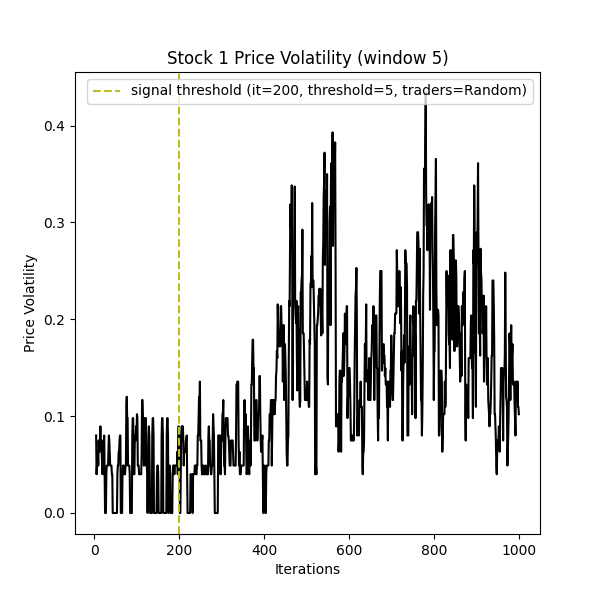 Stock 1 Price Volatility (window 5)
signal threshold (it=200, threshold=5, traders=Random)
Price Volatility
0.4
0.3
0.2
0.1
0.0
0 200 400 600 800 1000
Iterations